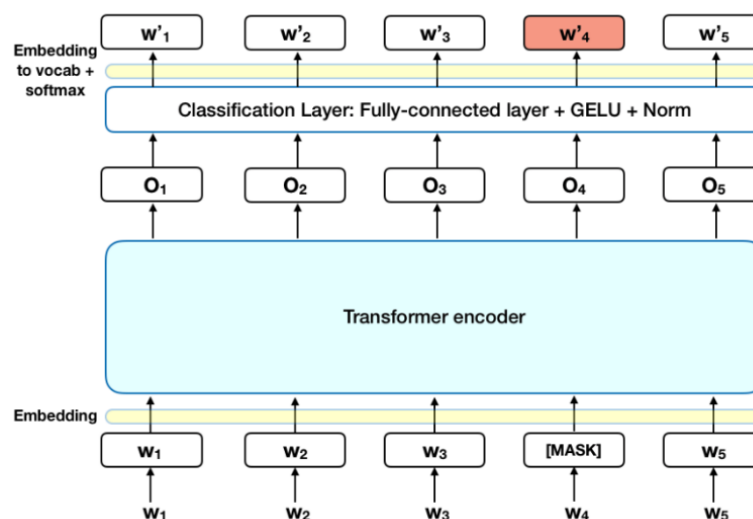 w'1 w'2 w'3 w'4 w'5
Embedding
to vocab +
softmax
Classification Layer: Fully-connected layer + GELU + Norm
O1 O2 O3 O4 O5
Transformer encoder
Embedding
w1 w2 w3 [MASK] w5
w1 w2 w3 w4 w5